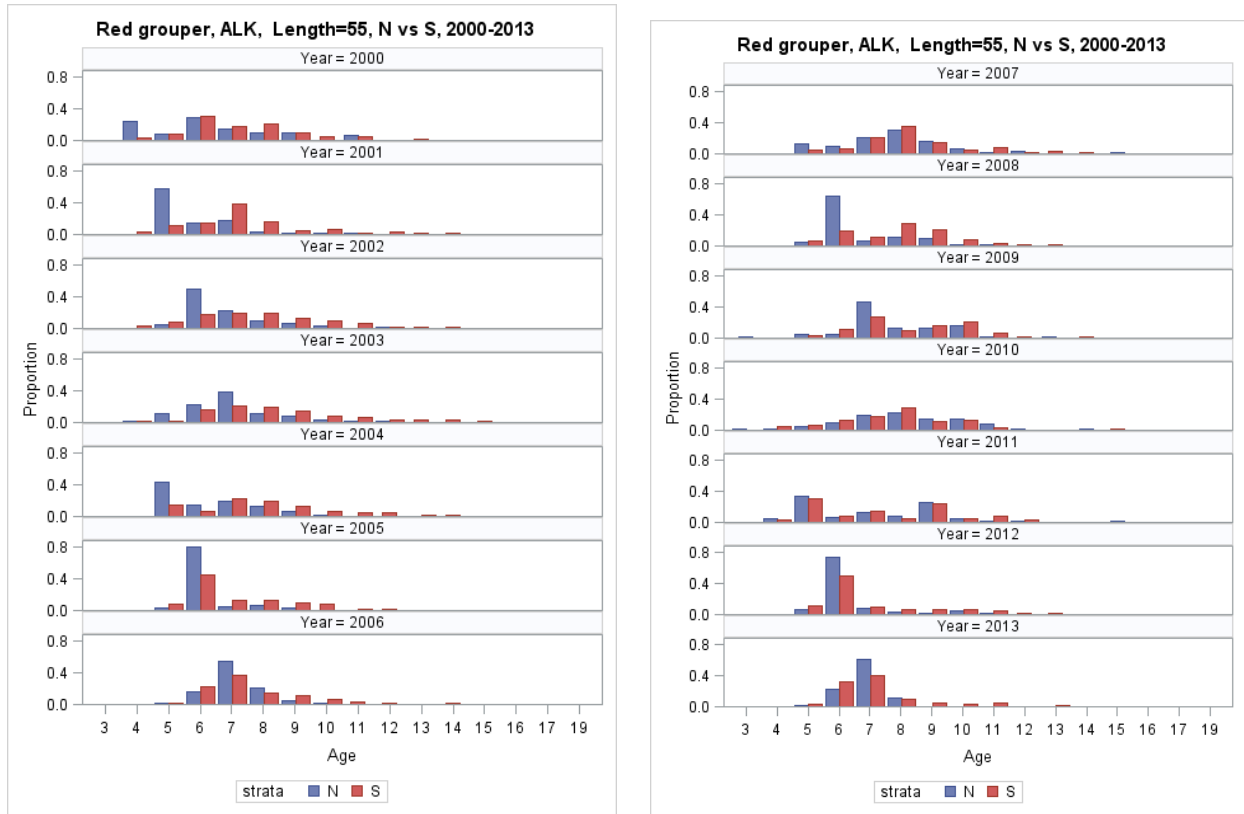 Red grouper, ALK, Length=55, N vs S, 2000-2013
Year = 2000
0.8
0.4
0.0
Year = 2001
0.8
0.4
0.0
Year = 2002
0.8
0.4
0.0
Year = 2003
0.8
0.4
0.0
Year = 2004
0.8
0.4
0.0
Year = 2005
0.8
0.4
0.0
Year = 2006
0.8
0.4
0.0
Proportion
3 4 5 6 7 8 9 10 11 12 13 14 15 16 17 18 19
Age
strata N S
Red grouper, ALK, Length=55, N vs S, 2000-2013
Year = 2007
0.8
0.4
0.0
Year = 2008
0.8
0.4
0.0
Year = 2009
0.8
0.4
0.0
Year = 2010
0.8
0.4
0.0
Year = 2011
0.8
0.4
0.0
Year = 2012
0.8
0.4
0.0
Year = 2013
0.8
0.4
0.0
Proportion
3 4 5 6 7 8 9 10 11 12 13 14 15 16 17 18 19
Age
strata N S